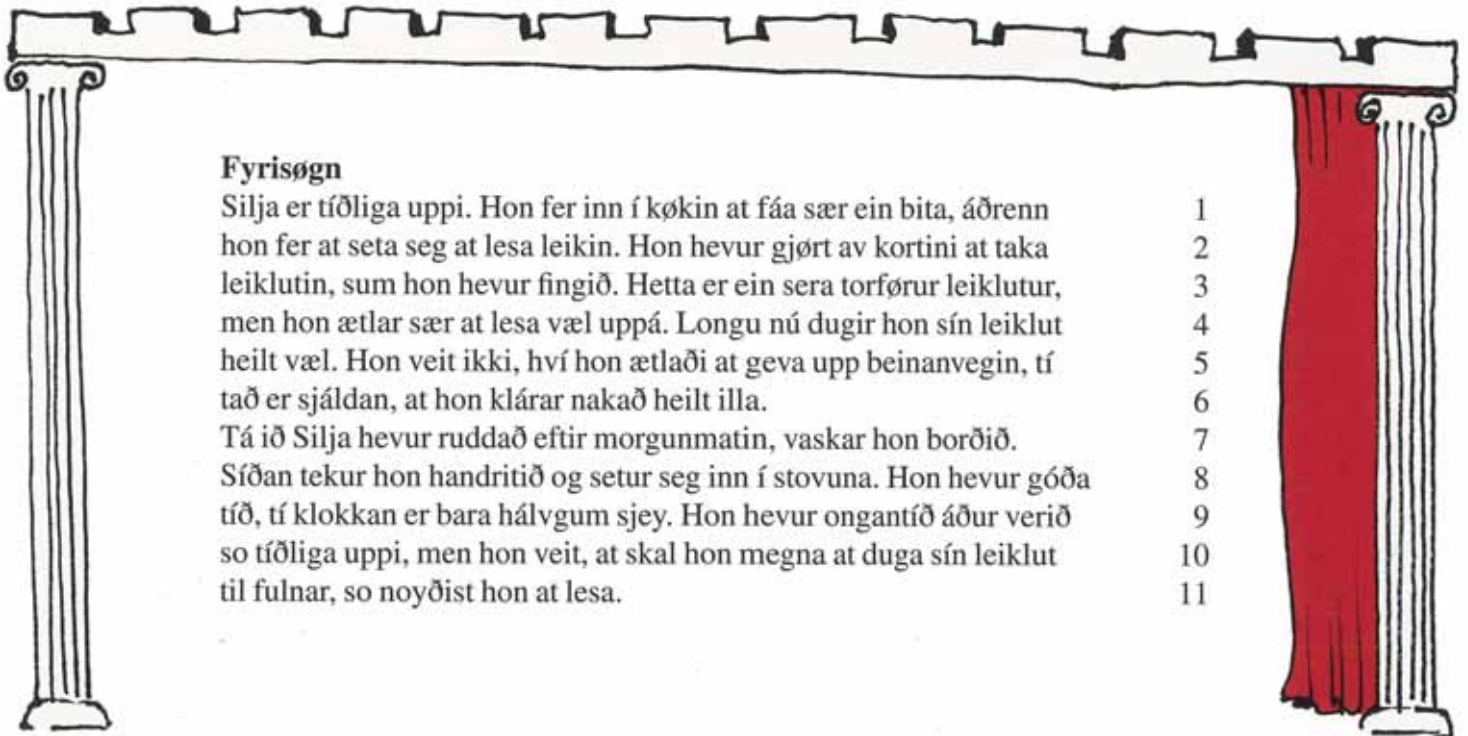 Fyrisøgn
Silja er tíðliga uppi. Hon fer inn í køkin at fáa sær ein bita, áðrenn 1
hon fer at seta seg at lesa leikin. Hon hevur gjørt av kortini at taka 2
leiklutin, sum hon hevur fingið. Hetta er ein sera torførur leiklutur, 3
men hon ætlar sær at lesa væl uppá. Longu nú dugir hon sín leiklut 4
heilt væl. Hon veit ikki, hví hon ætlaði at geva upp beinanvegin, tí 5
tað er sjáldan, at hon klárar nakað heilt illa. 6
Tá ið Silja hevur ruddað eftir morgunmatin, vaskar hon borðið. 7
Síðan tekur hon handritið og setur seg inn í stovuna. Hon hevur góða 8
tíð, tí klokkan er bara hálvgum sjey. Hon hevur ongantíð áður verið 9
so tíðliga uppi, men hon veit, at skal hon megna at duga sín leiklut 10
til fulnar, so noyðist hon at lesa. 11